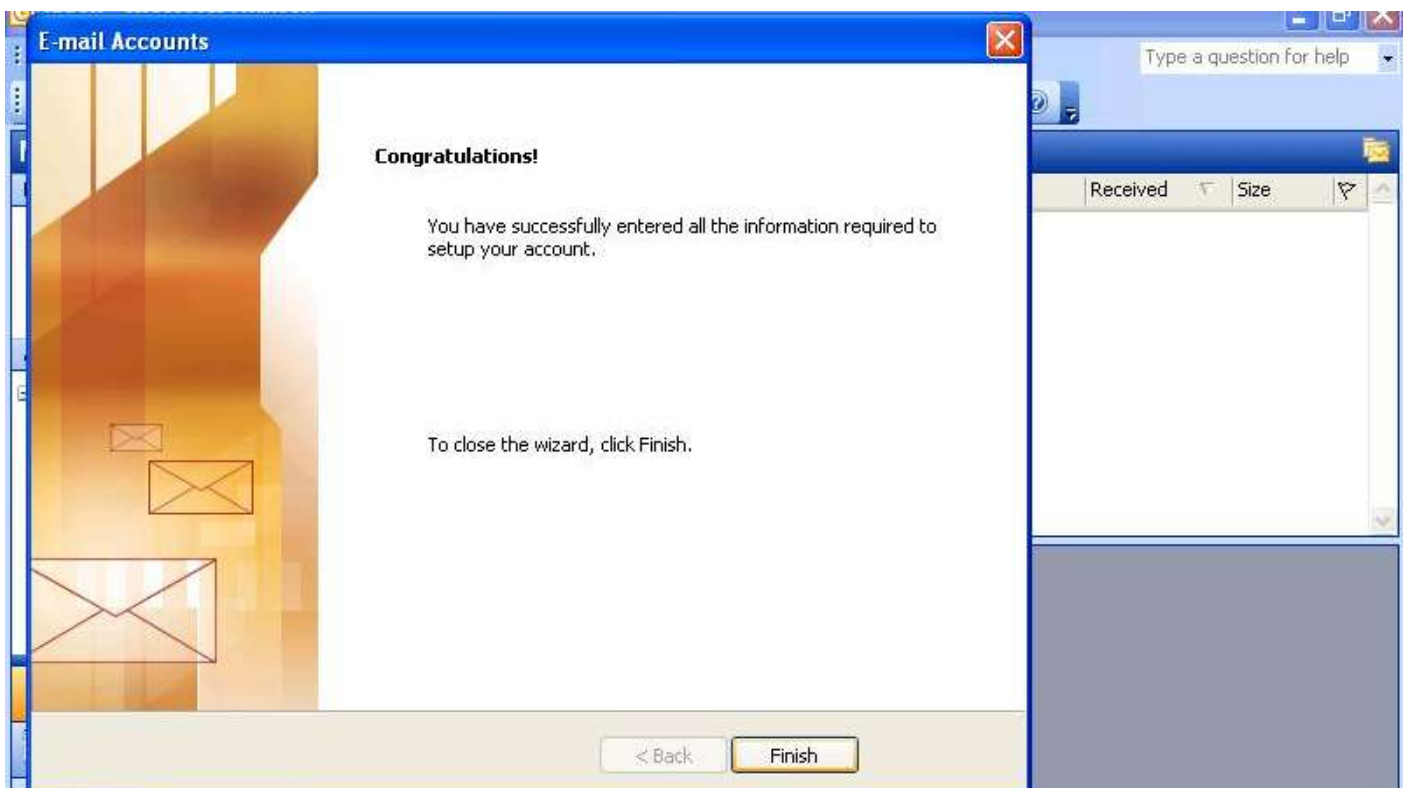 E-mail Accounts
Type a question for help
Congratulations!
Received
Size
You have successfully entered all the information required to
setup your account.
To close the wizard, click Finish.
< Back
Finish